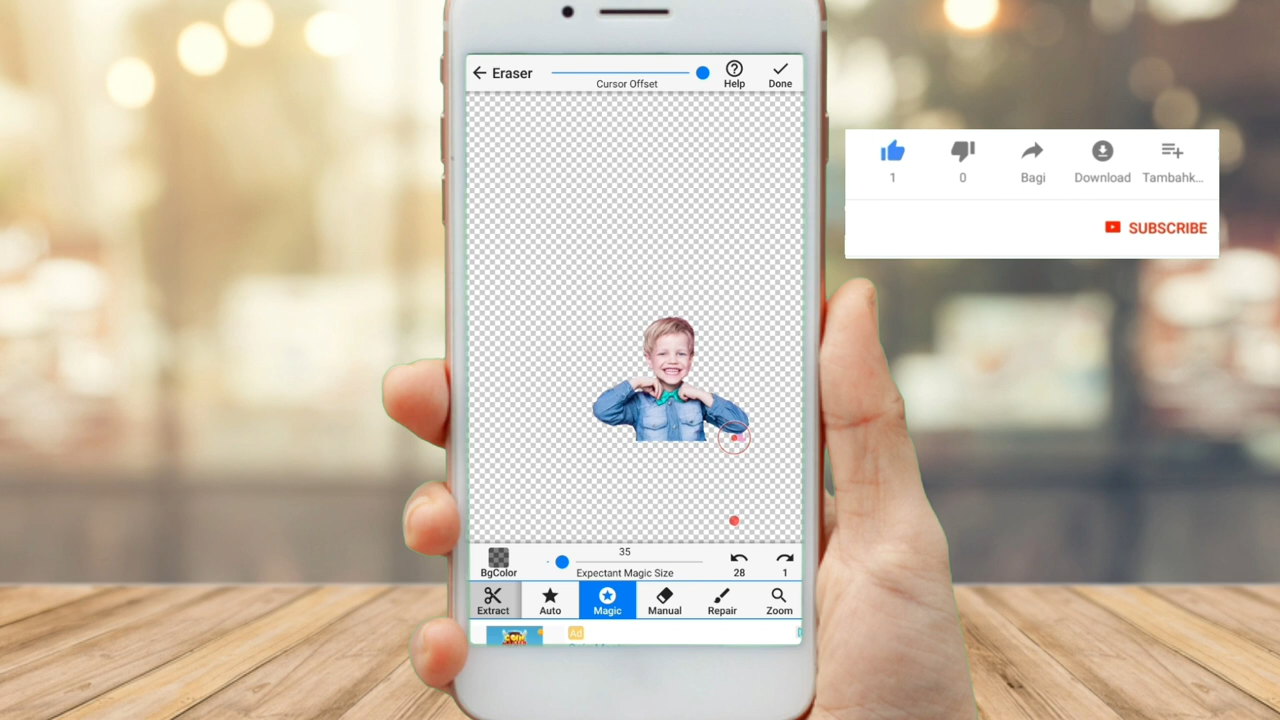 Eraser
Cursor Offset
Help
Done
1
0
Bagi
Download
Tambahk...
SUBSCRIBE
BgColor
35
Expectant Magic Size
28
1
Extract
Auto
Magic
Manual
Repair
Zoom
Ad